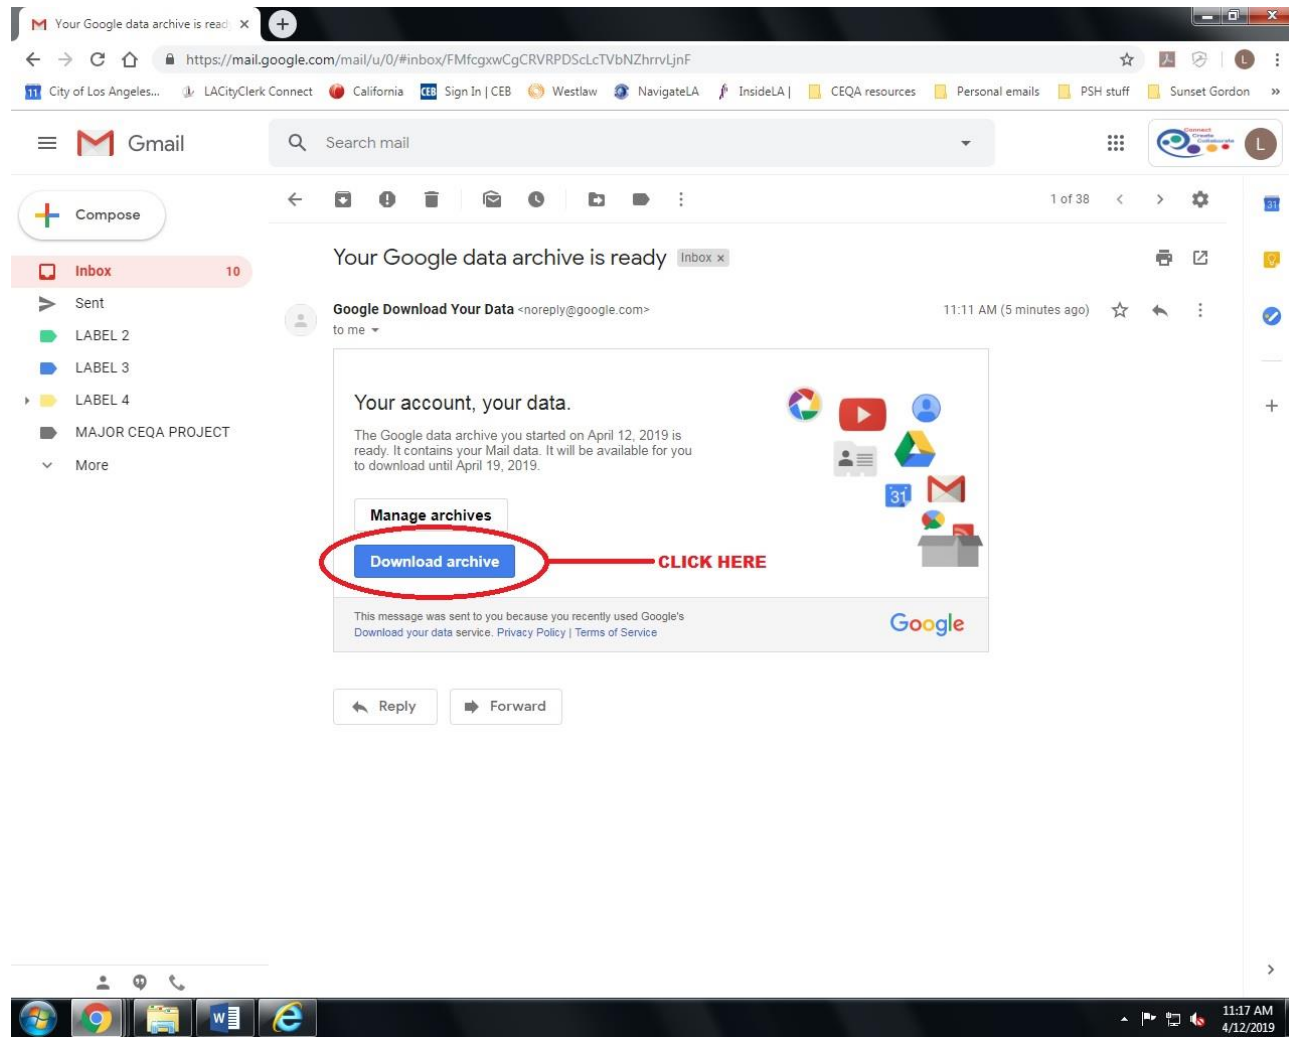 Your Google data archive is read
https://mail.google.com/mail/u/0/#inbox/FMfcgxwCgCRVRPDScLcTVbNZhrrvLjnF
L
11 City of Los Angeles... LACityClerk Connect California CEB Sign In | CEB Westlaw NavigateLA InsideLA | CEQA resources Personal emails PSH stuff Sunset Gordon »
Gmail
Search mail
Connect
Create
Collaborate
L
Compose
1 of 38
31
Your Google data archive is ready Inbox x
Inbox 10
Sent
LABEL 2
LABEL 3
LABEL 4
MAJOR CEQA PROJECT
More
Google Download Your Data <noreply@google.com> 11:11 AM (5 minutes ago)
to me
Your account, your data.
The Google data archive you started on April 12, 2019 is
ready. It contains your Mail data. It will be available for you
to download until April 19, 2019.
31
Manage archives
Download archive
CLICK HERE
This message was sent to you because you recently used Google's
Download your data service. Privacy Policy | Terms of Service
Google
Reply Forward
W
11:17 AM
4/12/2019